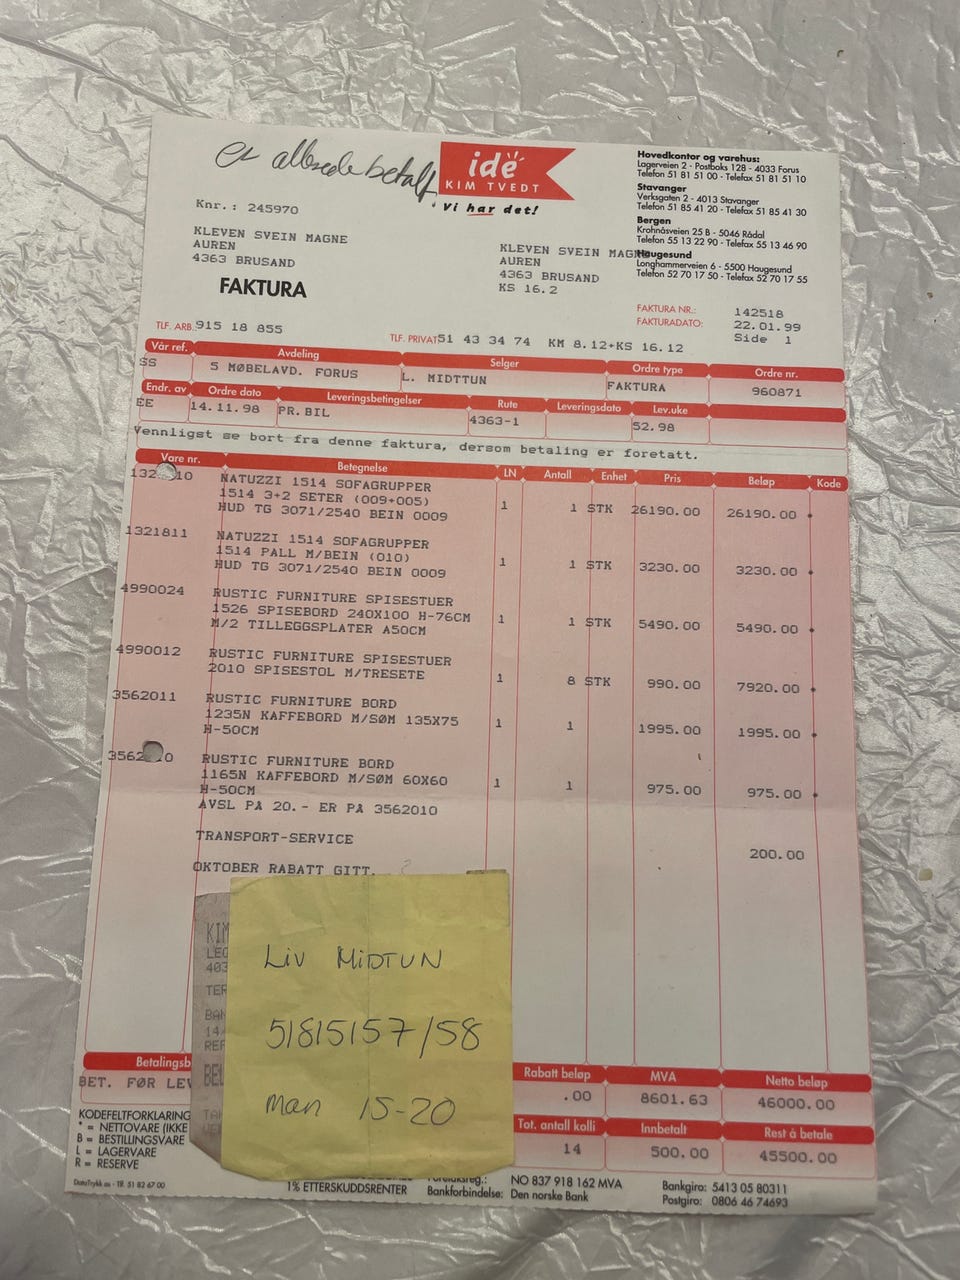 er allerede betalt
idé
KIM TVEDT
Vi har det!
Hovedkontor og varehus:
Lagerveien 2 - Postboks 128 - 4033 Forus
Telefon 51 81 51 00 - Telefax 51 81 51 10
Stavanger
Verksgaten 2 - 4013 Stavanger
Telefon 51 85 41 20 - Telefax 51 85 41 30
Bergen
Krohnåsveien 25 B - 5046 Rådal
Telefon 55 13 22 90 - Telefax 55 13 46 90
Haugesund
Longhammerveien 6 - 5500 Haugesund
Telefon 52 70 17 50 - Telefax 52 70 17 55
Knr.: 245970
KLEVEN SVEIN MAGNE
AUREN
4363 BRUSAND
KLEVEN SVEIN MAGNE
AUREN
4363 BRUSAND
KS 16.2
FAKTURA
FAKTURA NR.: 142518
FAKTURADATO: 22.01.99
Side 1
TLF. ARB. 915 18 855 TLF. PRIVAT 51 43 34 74 KM 8.12+KS 16.12
Vår ref. Avdeling Selger Ordre type Ordre nr.
SS S MØBELAVD. FORUS L. MIDTTUN FAKTURA 960871
Endr. av Ordre dato Leveringsbetingelser Rute Leveringsdato Lev.uke
EE 14.11.98 PR.BIL 4363-1 52.98
Vennligst se bort fra denne faktura, dersom betaling er foretatt.
Vare nr. Betegnelse LN Antall Enhet Pris Beløp Kode
NATUZZI 1514 SOFAGRUPPER
1514 3+2 SETER (009+005)
HUD TG 3071/2540 BEIN 0009 1 1 STK 26190.00 26190.00 *
1321811 NATUZZI 1514 SOFAGRUPPER
1514 PALL M/BEIN (010)
HUD TG 3071/2540 BEIN 0009 1 1 STK 3230.00 3230.00 *
4990024 RUSTIC FURNITURE SPISESTUER
1526 SPISEBORD 240X100 H-76CM
M/2 TILLEGGSPLATER A50CM 1 1 STK 5490.00 5490.00 *
4990012 RUSTIC FURNITURE SPISESTUER
2010 SPISESTOL M/TRESETE 1 8 STK 990.00 7920.00 *
3562011 RUSTIC FURNITURE BORD
1235N KAFFEBORD M/SØM 135X75
H-50CM 1 1 1995.00 1995.00 *
RUSTIC FURNITURE BORD
1165N KAFFEBORD M/SØM 60X60
H-50CM 1 1 975.00 975.00 *
AVSL PÅ 20.- ER PÅ 3562010
TRANSPORT-SERVICE 200.00
OKTOBER RABATT GITT.
KIM
403
Liv MIDTUN
51815157/58
man 15-20
BET. FØR LEV
Rabatt beløp MVA Netto beløp
.00 8601.63 46000.00
Tot. antall kolli Innbetalt Rest å betale
14 500.00 45500.00
KODEFELTFORKLARING
* = NETTOVARE (IKKE
B = BESTILLINGSVARE
L = LAGERVARE
R = RESERVE
DataTrykk as - Tlf. 51 82 67 00
1% ETTERSKUDDSRENTER
NO 837 918 162 MVA
Bankforbindelse: Den norske Bank
Bankgiro: 5413 05 80311
Postgiro: 0806 46 74693